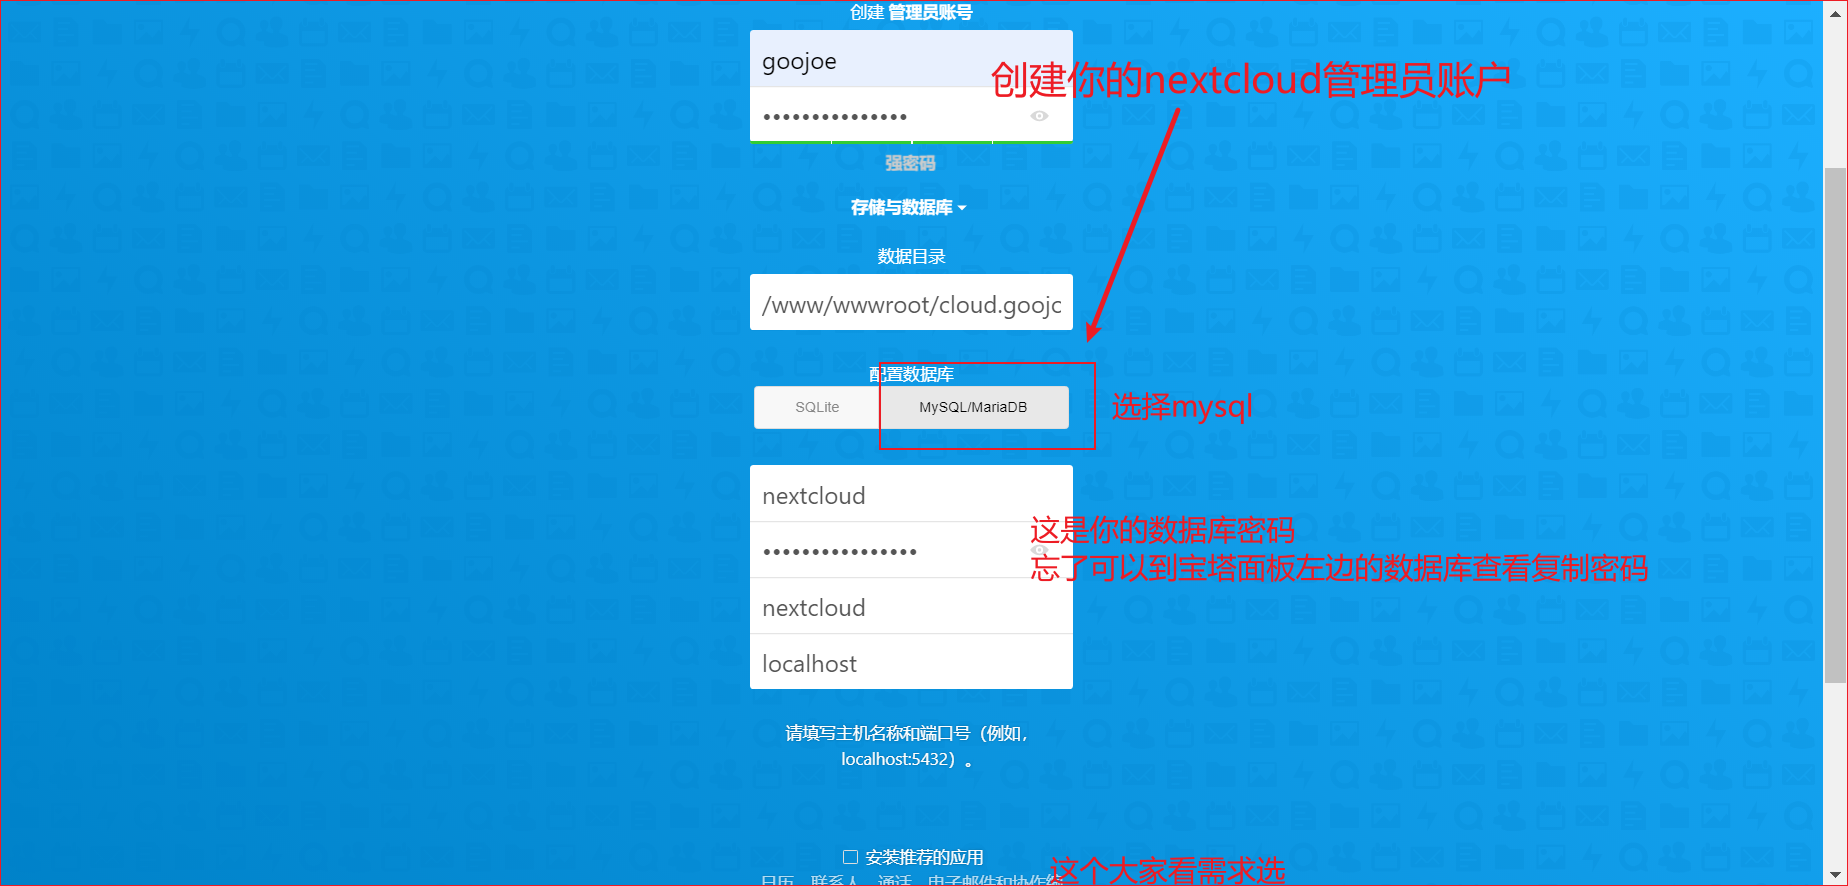 创建 管理员账号
goojoe
创建你的nextcloud管理员账户
•••••••••••••••
强密码
存储与数据库
数据目录
/www/wwwroot/cloud.goojc
配置数据库
SQLite
MySQL/MariaDB
选择mysql
nextcloud
这是你的数据库密码
••••••••••••••••
忘了可以到宝塔面板左边的数据库查看复制密码
nextcloud
localhost
请填写主机名称和端口号（例如，
localhost:5432）。
安装推荐的应用
这个大家看需求选
日历、联系人、通话、电子邮件和协作